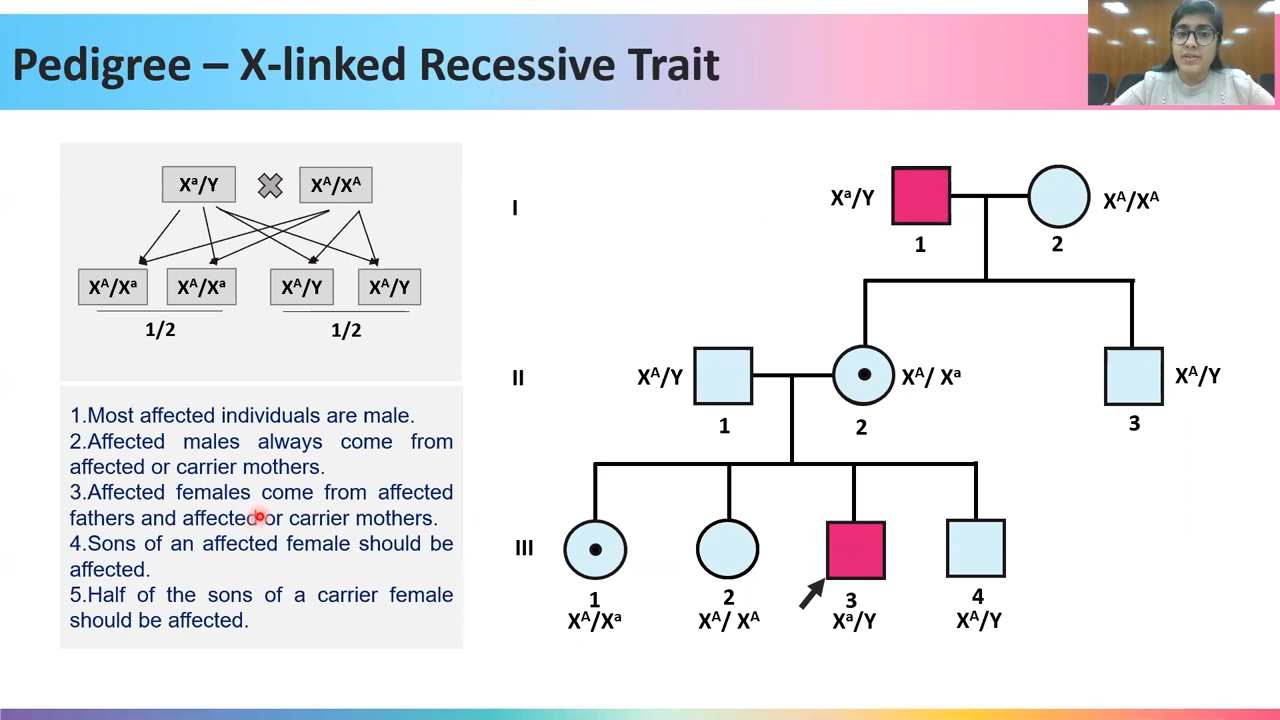 Pedigree – X-linked Recessive Trait
Xᵃ/Y
Xᴬ/Xᴬ
Xᴬ/Xᵃ
Xᴬ/Xᵃ
Xᴬ/Y
Xᴬ/Y
1/2
1/2
1.Most affected individuals are male.
2.Affected males always come from
affected or carrier mothers.
3.Affected females come from affected
fathers and affected or carrier mothers.
4.Sons of an affected female should be
affected.
5.Half of the sons of a carrier female
should be affected.
I
Xᵃ/Y
Xᴬ/Xᴬ
1
2
II
Xᴬ/Y
Xᴬ/ Xᵃ
Xᴬ/Y
1
2
3
III
1
2
3
4
Xᴬ/Xᵃ
Xᴬ/ Xᴬ
Xᵃ/Y
Xᴬ/Y